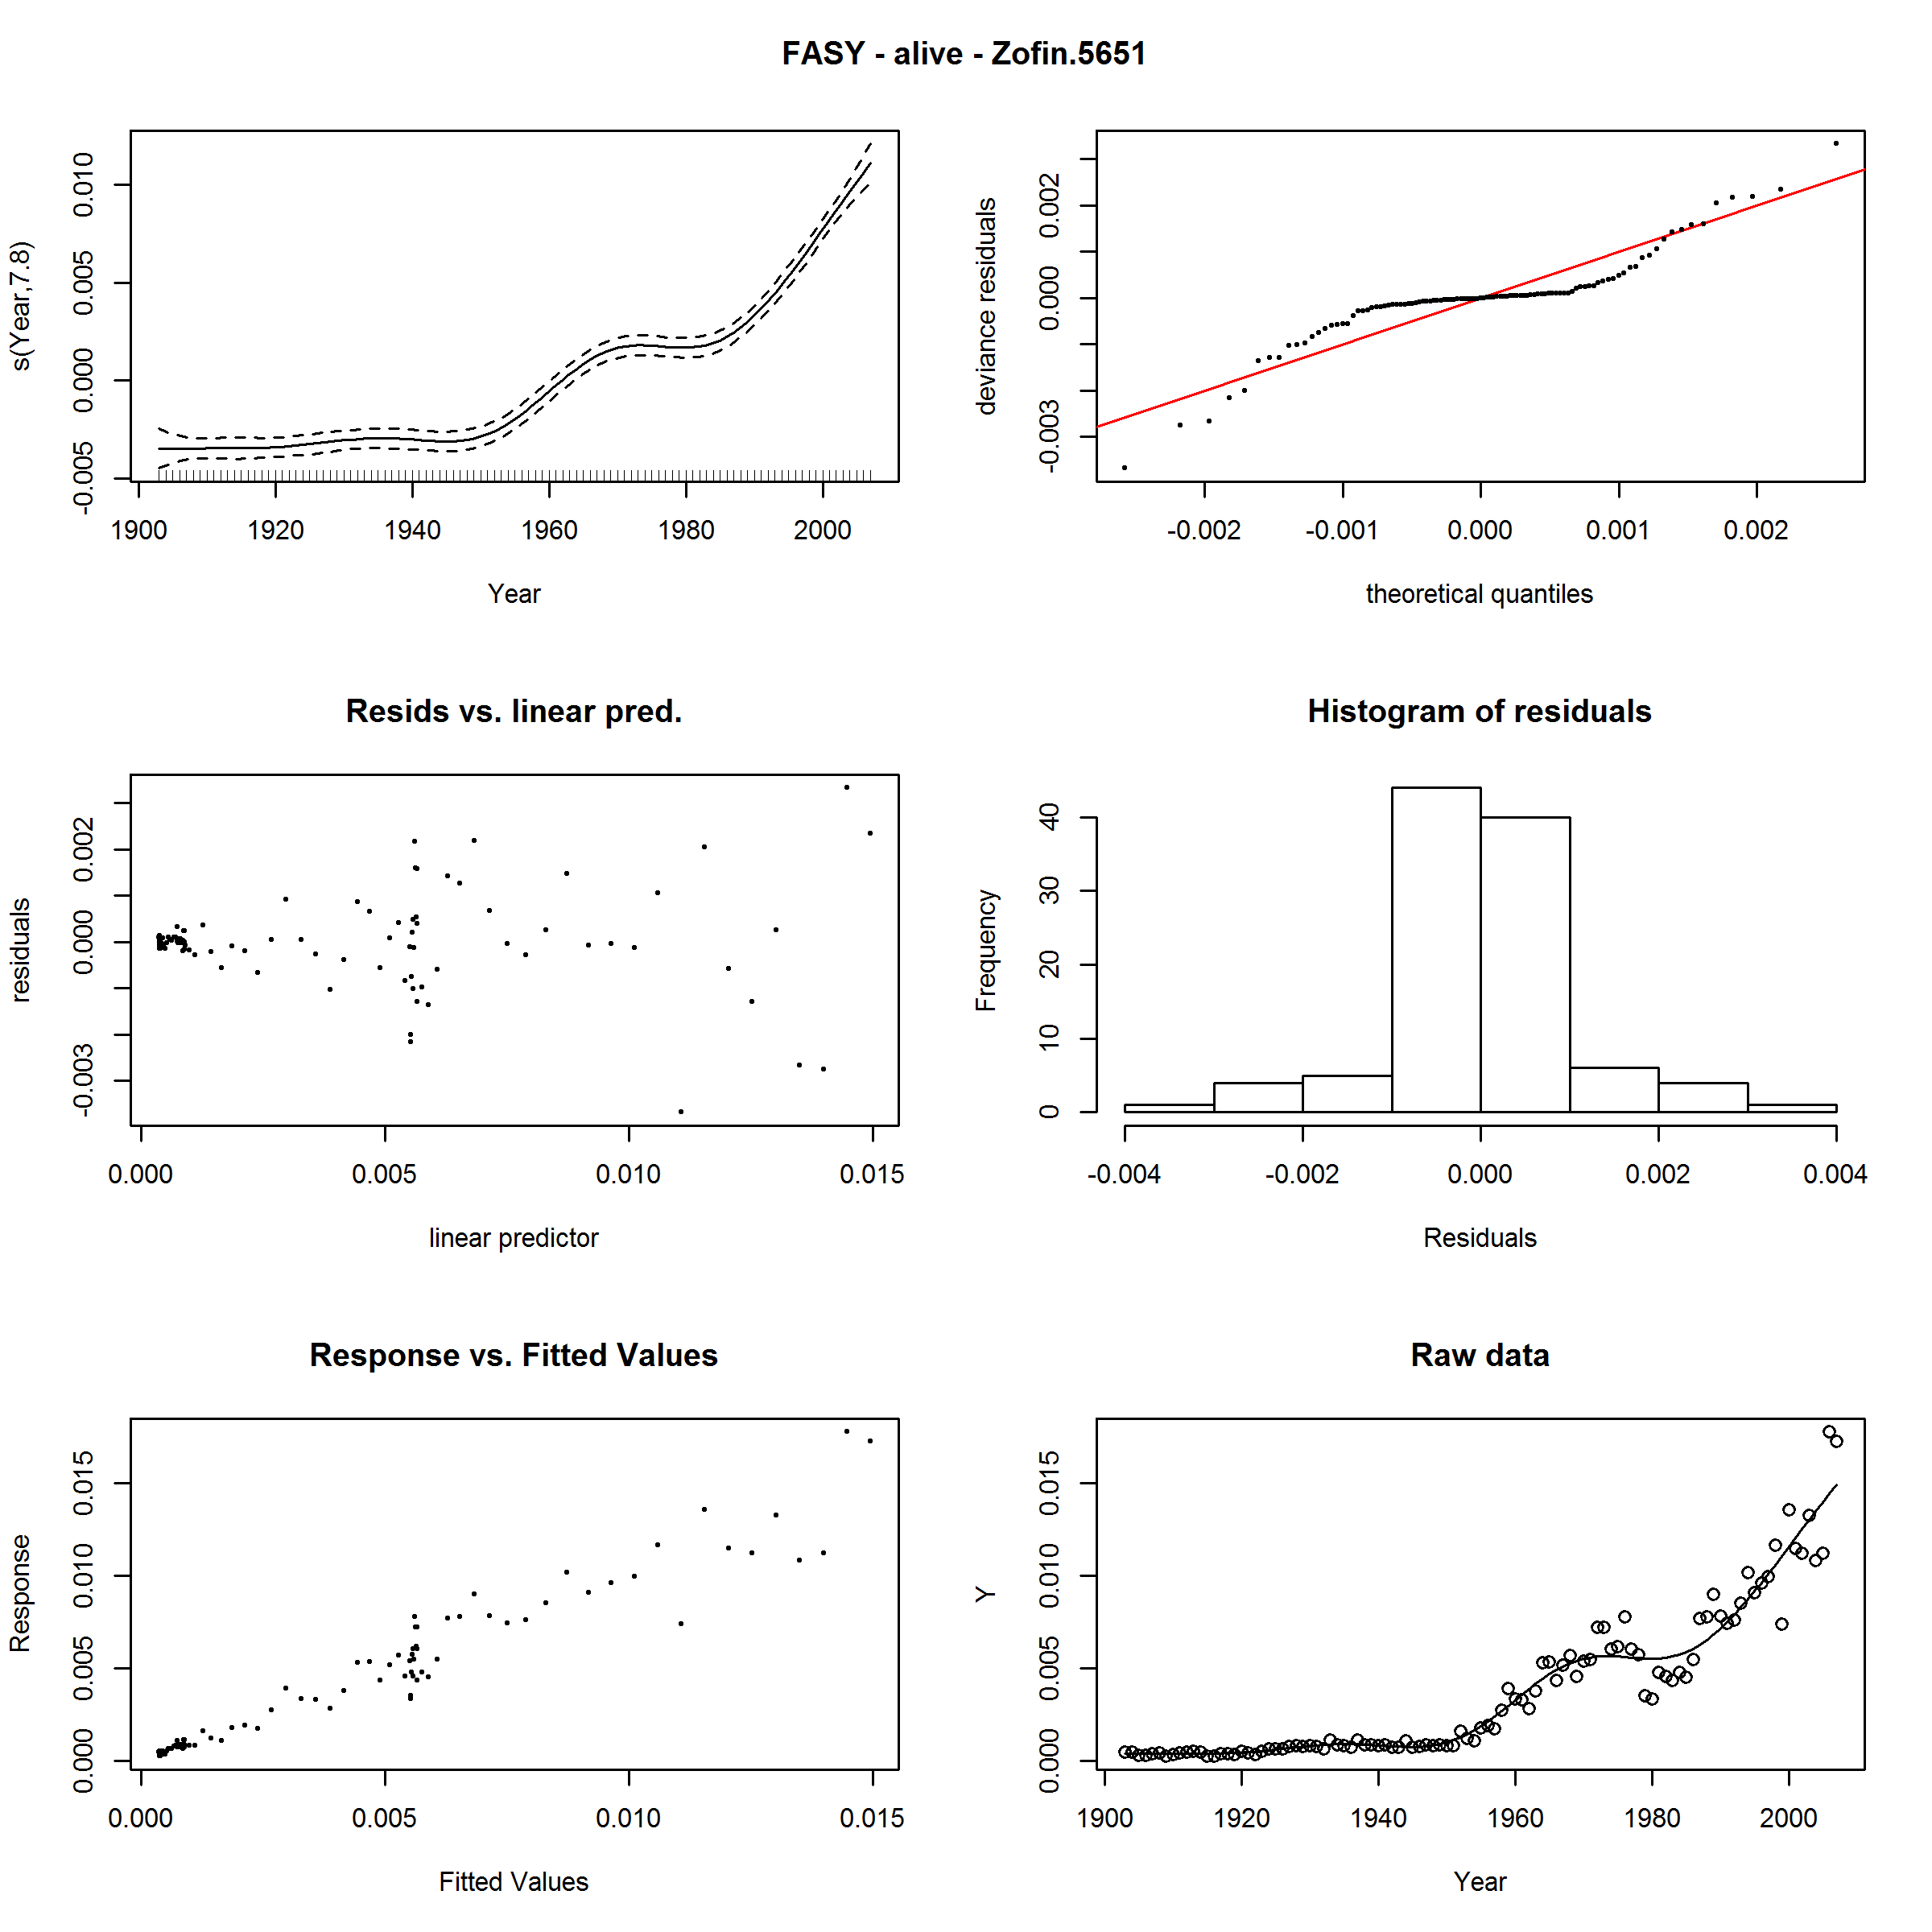 FASY - alive - Zofin.5651
s(Year,7.8)
-0.005 0.000 0.005 0.010
1900 1920 1940 1960 1980 2000
Year
deviance residuals
-0.003 0.000 0.002
-0.002 -0.001 0.000 0.001 0.002
theoretical quantiles
Resids vs. linear pred.
residuals
-0.003 0.000 0.002
0.000 0.005 0.010 0.015
linear predictor
Histogram of residuals
Frequency
0 10 20 30 40
-0.004 -0.002 0.000 0.002 0.004
Residuals
Response vs. Fitted Values
Response
0.000 0.005 0.010 0.015
0.000 0.005 0.010 0.015
Fitted Values
Raw data
Y
0.000 0.005 0.010 0.015
1900 1920 1940 1960 1980 2000
Year